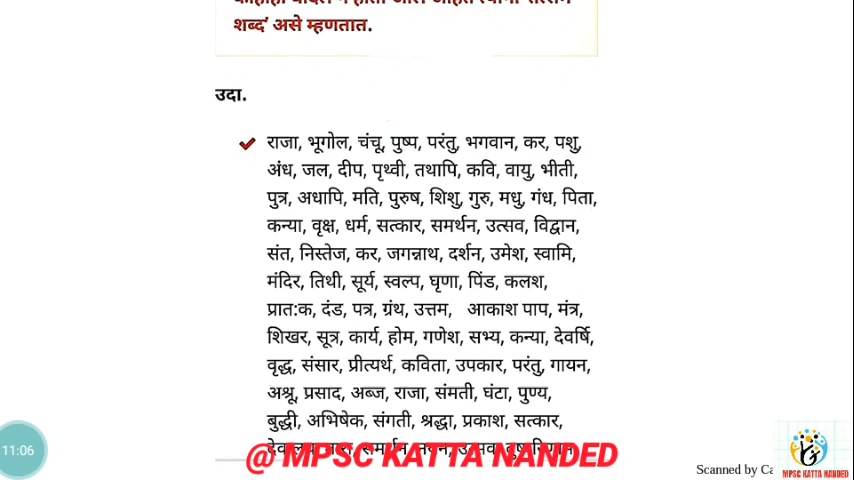 शब्द' असे म्हणतात.
उदा.
राजा, भूगोल, चंचू, पुष्प, परंतु, भगवान, कर, पशु,
अंध, जल, दीप, पृथ्वी, तथापि, कवि, वायु, भीती,
पुत्र, अधापि, मति, पुरुष, शिशु, गुरु, मधु, गंध, पिता,
कन्या, वृक्ष, धर्म, सत्कार, समर्थन, उत्सव, विद्वान,
संत, निस्तेज, कर, जगन्नाथ, दर्शन, उमेश, स्वामि,
मंदिर, तिथी, सूर्य, स्वल्प, घृणा, पिंड, कलश,
प्रात:क, दंड, पत्र, ग्रंथ, उत्तम, आकाश पाप, मंत्र,
शिखर, सूत्र, कार्य, होम, गणेश, सभ्य, कन्या, देवर्षि,
वृद्ध, संसार, प्रीत्यर्थ, कविता, उपकार, परंतु, गायन,
अश्रू, प्रसाद, अब्ज, राजा, संमती, घंटा, पुण्य,
बुद्धी, अभिषेक, संगती, श्रद्धा, प्रकाश, सत्कार,
@ MPSC KATTA NANDED
11:06
Scanned by
MPSC KATTA NANDED